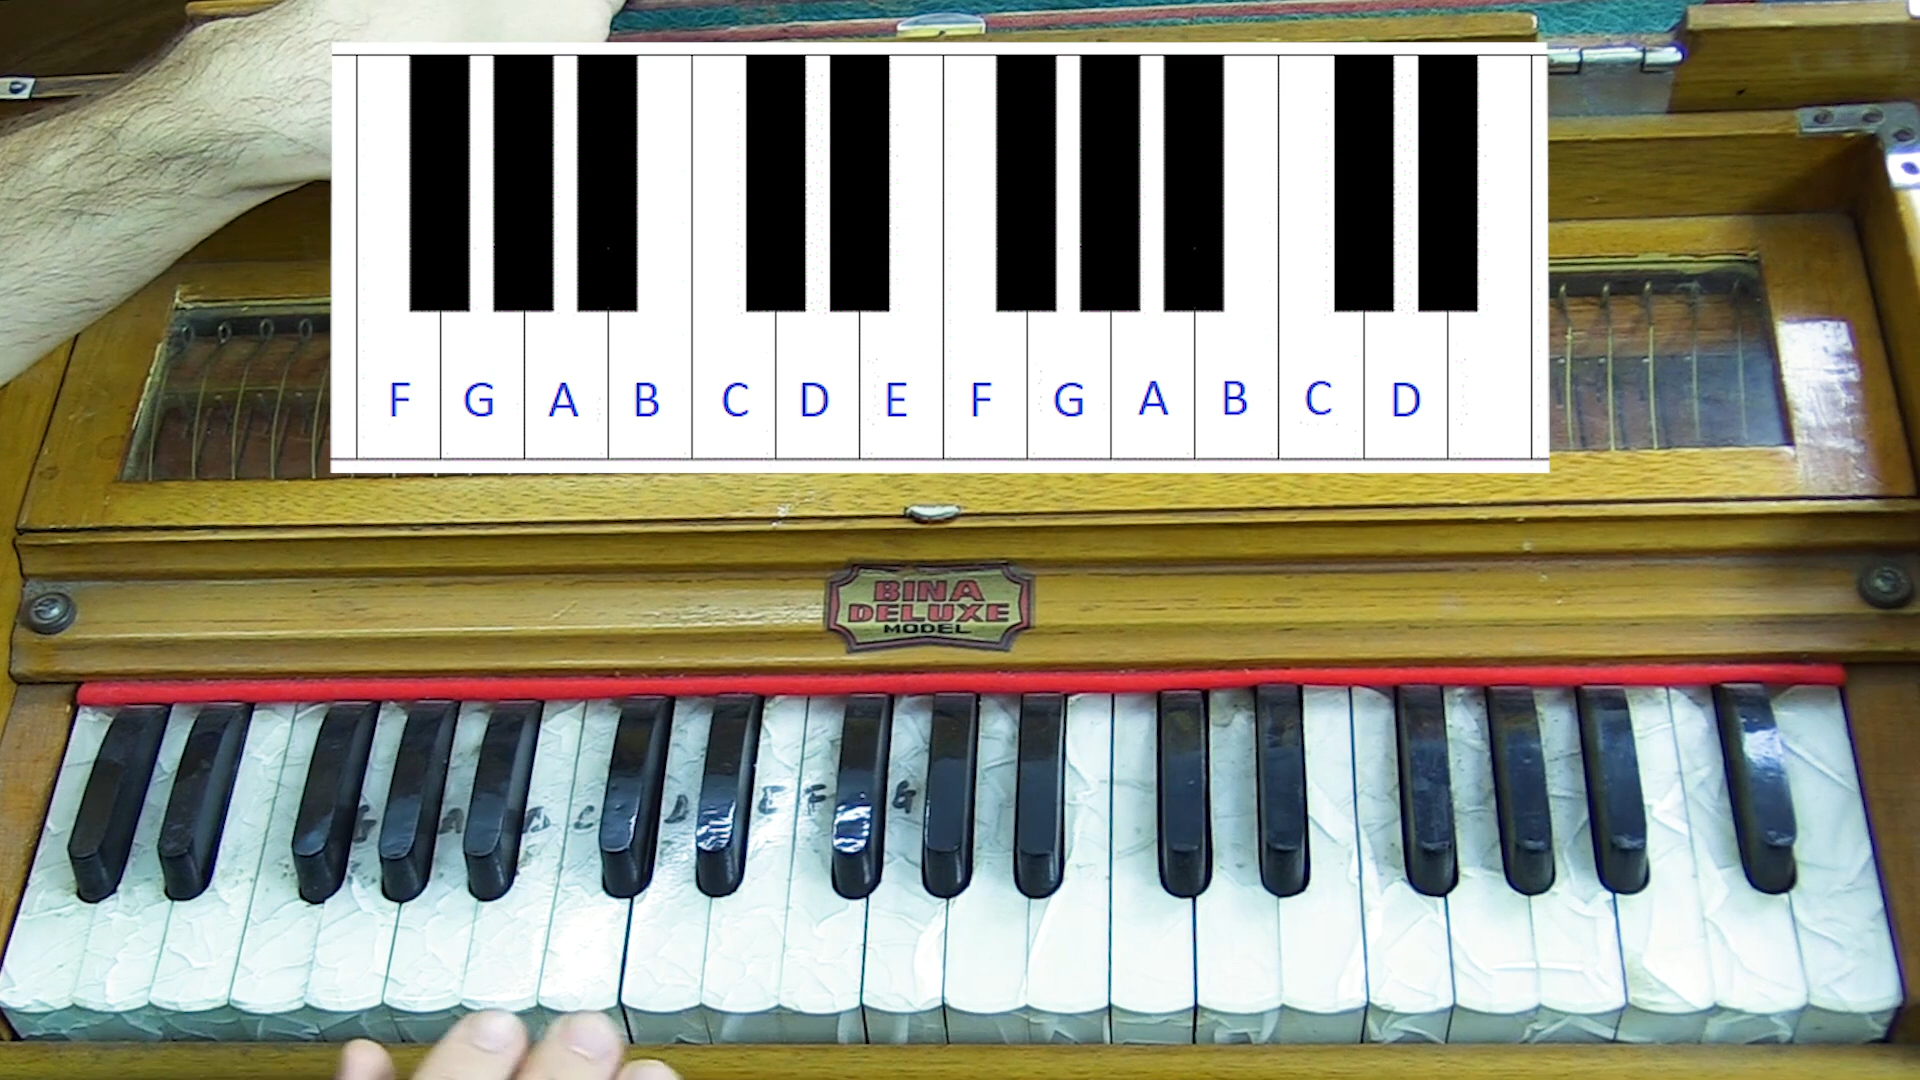 F G A B C D E F G A B C D
BINA
DELUXE
MODEL
G A B C D E F G